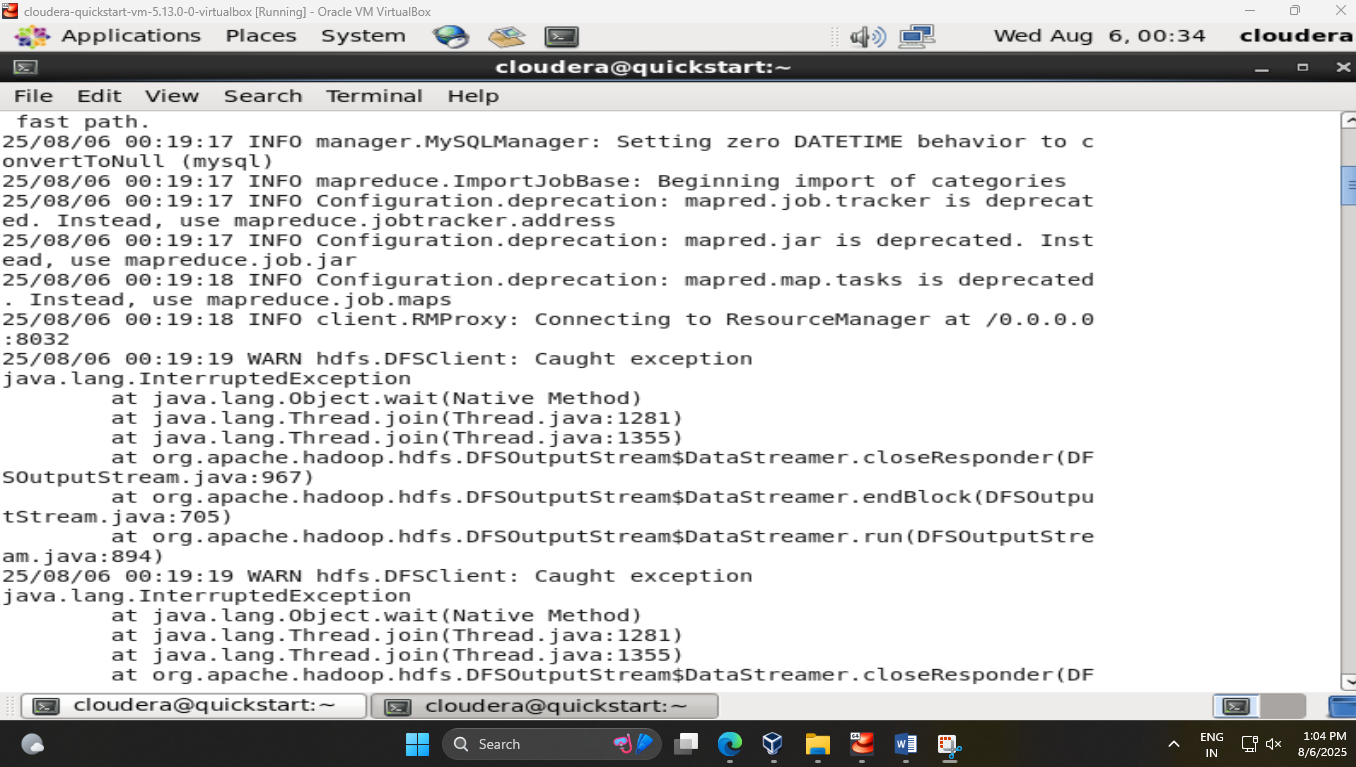 cloudera-quickstart-vm-5.13.0-0-virtualbox [Running] - Oracle VM VirtualBox
Applications Places System Wed Aug 6, 00:34 cloudera
cloudera@quickstart:~
File Edit View Search Terminal Help
fast path.
25/08/06 00:19:17 INFO manager.MySQLManager: Setting zero DATETIME behavior to c
onvertToNull (mysql)
25/08/06 00:19:17 INFO mapreduce.ImportJobBase: Beginning import of categories
25/08/06 00:19:17 INFO Configuration.deprecation: mapred.job.tracker is deprecat
ed. Instead, use mapreduce.jobtracker.address
25/08/06 00:19:17 INFO Configuration.deprecation: mapred.jar is deprecated. Inst
ead, use mapreduce.job.jar
25/08/06 00:19:18 INFO Configuration.deprecation: mapred.map.tasks is deprecated
. Instead, use mapreduce.job.maps
25/08/06 00:19:18 INFO client.RMProxy: Connecting to ResourceManager at /0.0.0.0
:8032
25/08/06 00:19:19 WARN hdfs.DFSClient: Caught exception
java.lang.InterruptedException
at java.lang.Object.wait(Native Method)
at java.lang.Thread.join(Thread.java:1281)
at java.lang.Thread.join(Thread.java:1355)
at org.apache.hadoop.hdfs.DFSOutputStream$DataStreamer.closeResponder(DF
SOutputStream.java:967)
at org.apache.hadoop.hdfs.DFSOutputStream$DataStreamer.endBlock(DFSOutpu
tStream.java:705)
at org.apache.hadoop.hdfs.DFSOutputStream$DataStreamer.run(DFSOutputStre
am.java:894)
25/08/06 00:19:19 WARN hdfs.DFSClient: Caught exception
java.lang.InterruptedException
at java.lang.Object.wait(Native Method)
at java.lang.Thread.join(Thread.java:1281)
at java.lang.Thread.join(Thread.java:1355)
at org.apache.hadoop.hdfs.DFSOutputStream$DataStreamer.closeResponder(DF
cloudera@quickstart:~ cloudera@quickstart:~
Search
ENG
IN
1:04 PM
8/6/2025